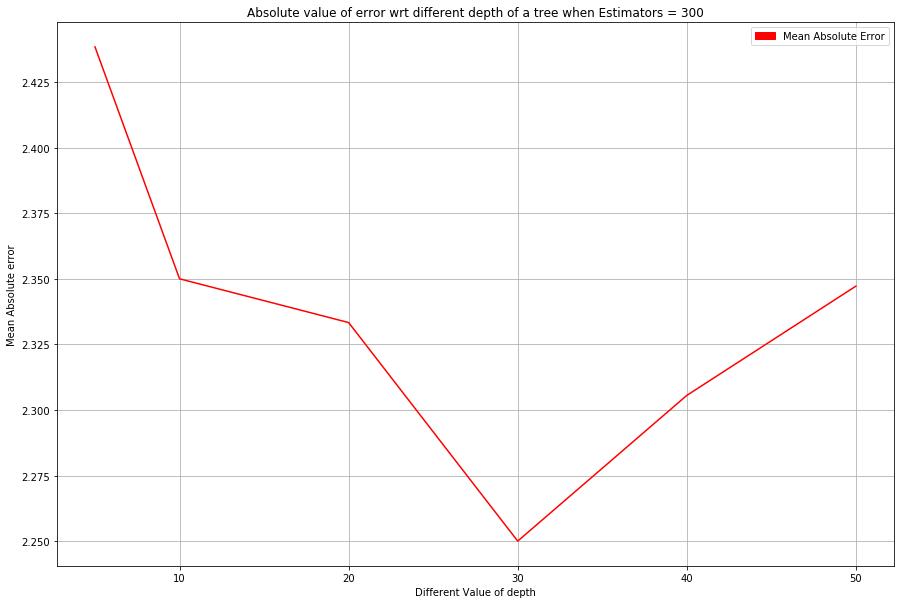 Absolute value of error wrt different depth of a tree when Estimators = 300
Mean Absolute Error
2.425
2.400
2.375
2.350
2.325
2.300
2.275
2.250
Mean Absolute error
10 20 30 40 50
Different Value of depth